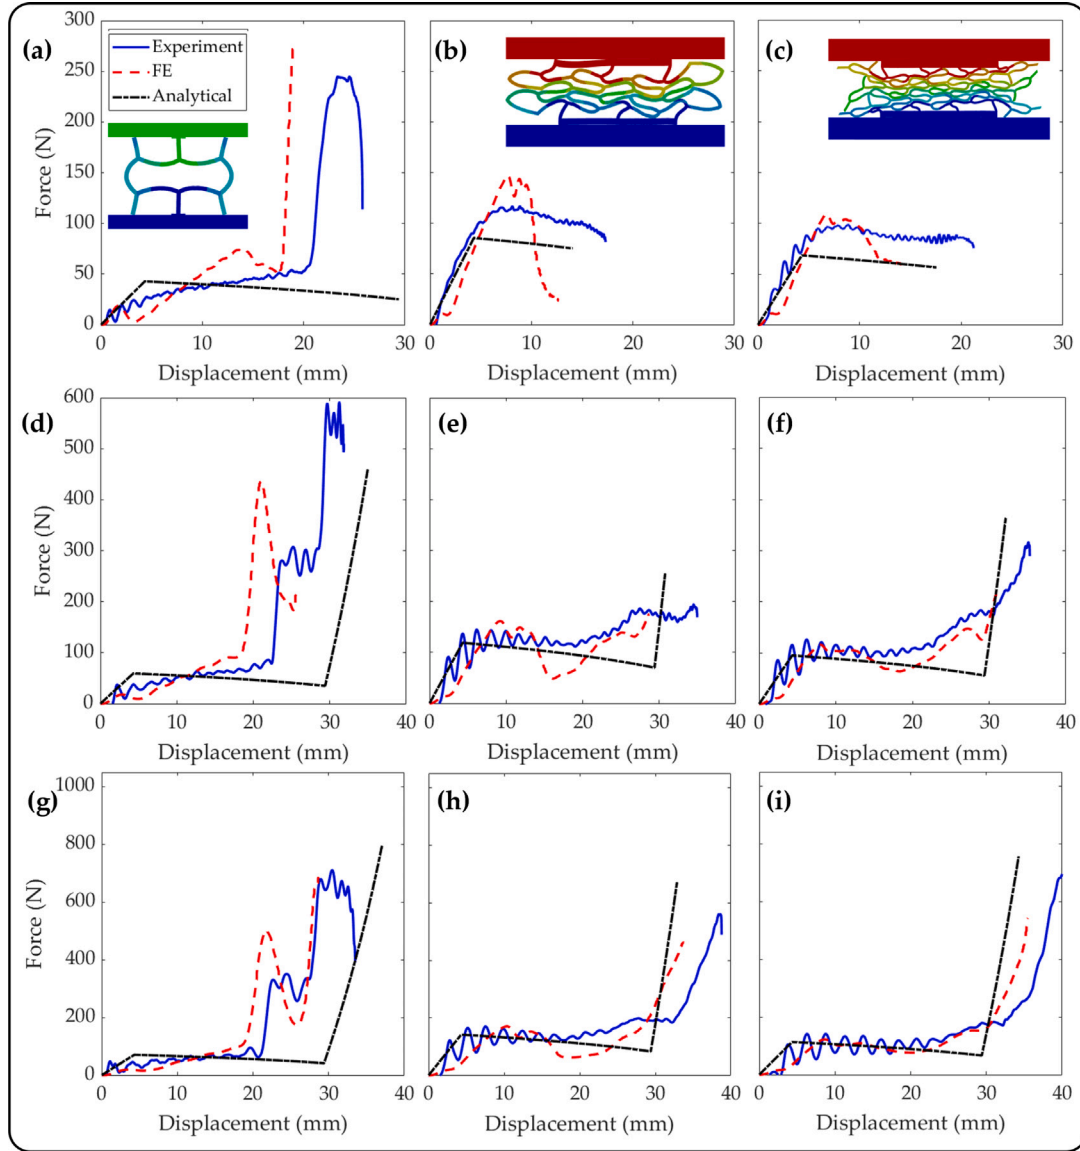 300
(a)
Experiment
FE
Analytical
(b)
(c)
250
200
150
100
50
0
Force (N)
0 10 20 30
0 10 20 30
0 10 20 30
Displacement (mm)
Displacement (mm)
Displacement (mm)
600
(d)
(e)
(f)
500
400
300
200
100
0
Force (N)
0 10 20 30 40
0 10 20 30 40
0 10 20 30 40
Displacement (mm)
Displacement (mm)
Displacement (mm)
1000
(g)
(h)
(i)
800
600
400
200
0
Force (N)
0 10 20 30 40
0 10 20 30 40
0 10 20 30 40
Displacement (mm)
Displacement (mm)
Displacement (mm)